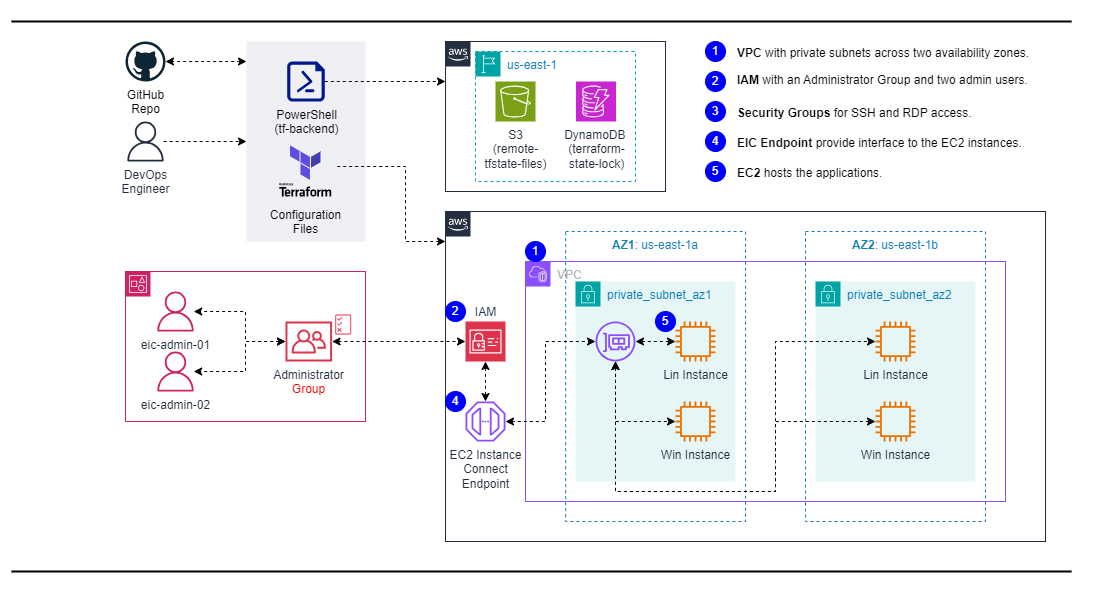 GitHub
Repo
DevOps
Engineer
PowerShell
(tf-backend)
HashiCorp
Terraform
Configuration
Files
aws
us-east-1
S3
(remote-
tfstate-files)
DynamoDB
(terraform-
state-lock)
1 VPC with private subnets across two availability zones.
2 IAM with an Administrator Group and two admin users.
3 Security Groups for SSH and RDP access.
4 EIC Endpoint provide interface to the EC2 instances.
5 EC2 hosts the applications.
eic-admin-01
eic-admin-02
Administrator
Group
aws
1
VPC
AZ1: us-east-1a
AZ2: us-east-1b
private_subnet_az1
private_subnet_az2
2 IAM
4
EC2 Instance
Connect
Endpoint
5
Lin Instance
Win Instance
Lin Instance
Win Instance